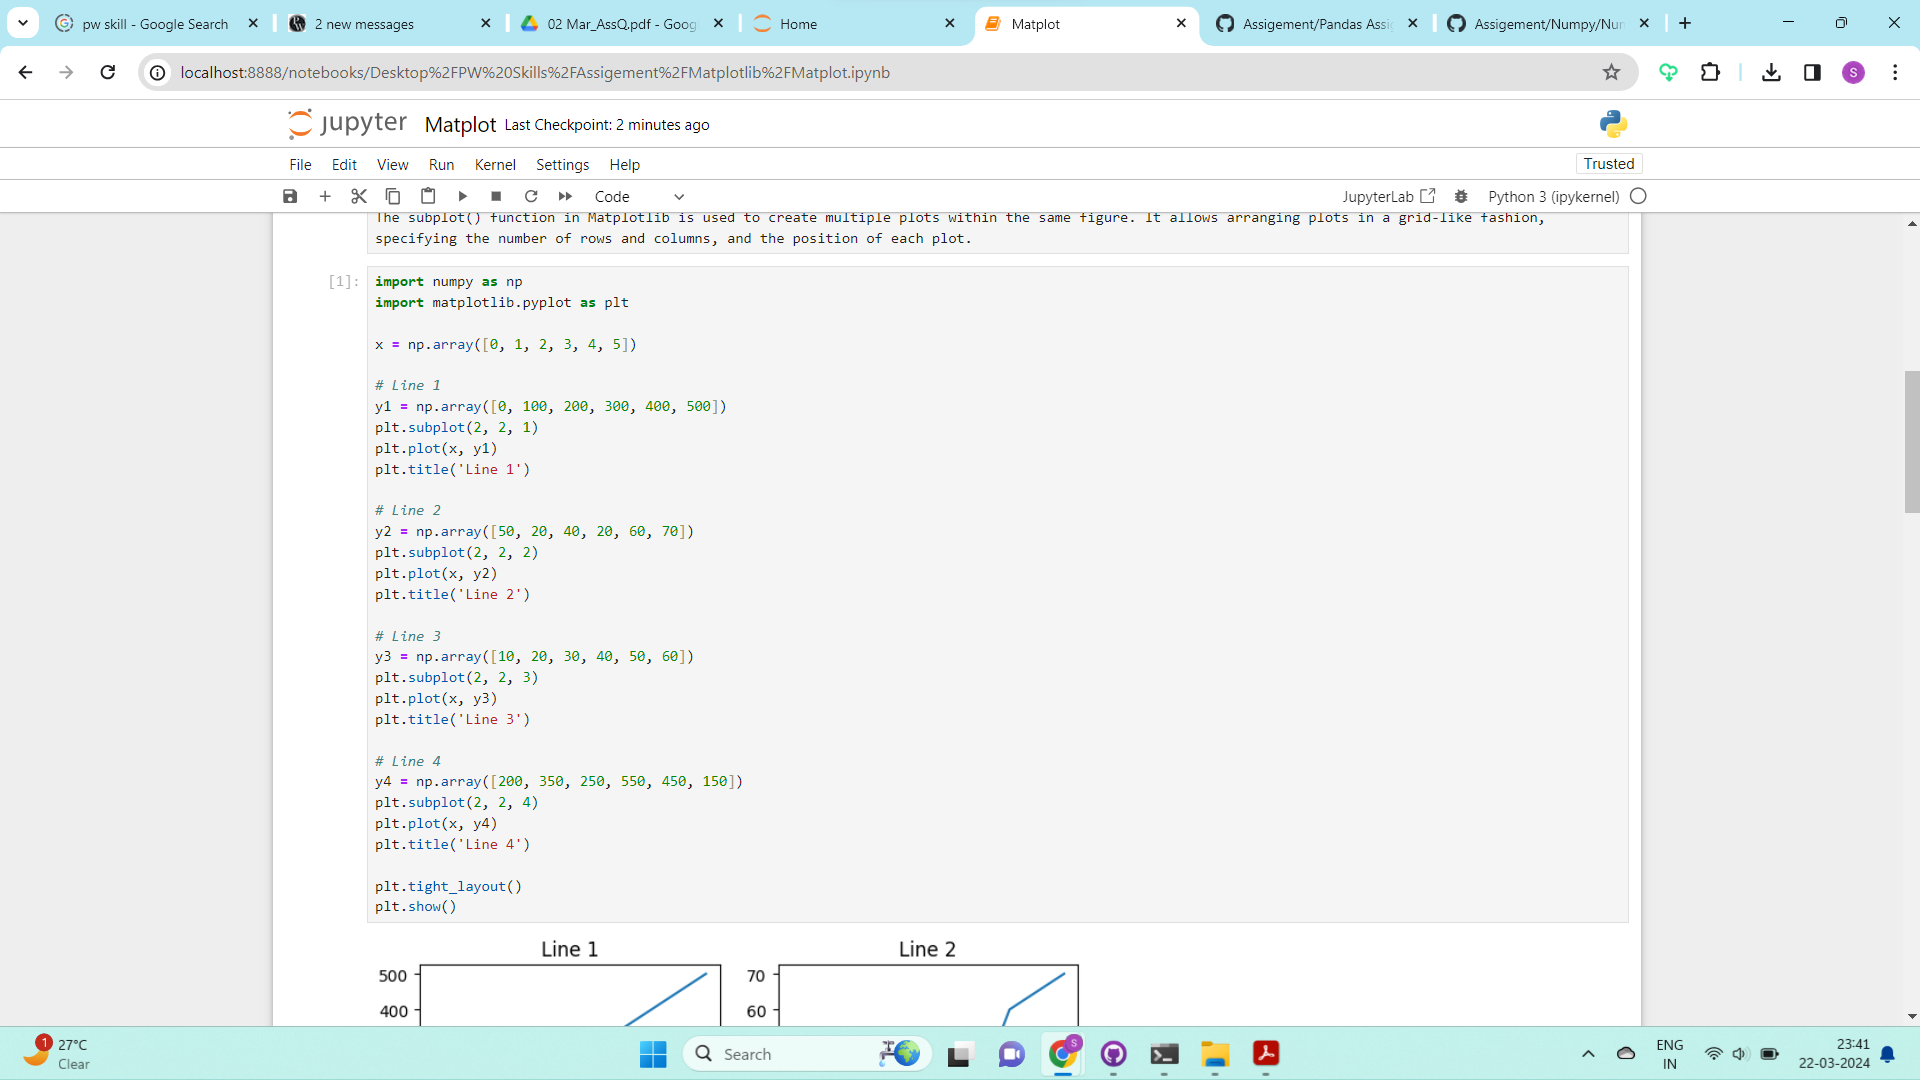 pw skill - Google Search
2 new messages
02 Mar_AssQ.pdf - Goog
Home
Matplot
Assigement/Pandas Assi
Assigement/Numpy/Nu
localhost:8888/notebooks/Desktop%2FPW%20Skills%2FAssigement%2FMatplotlib%2FMatplot.ipynb
S
jupyter Matplot Last Checkpoint: 2 minutes ago
File Edit View Run Kernel Settings Help
Trusted
Code
JupyterLab
Python 3 (ipykernel)
The subplot() function in Matplotlib is used to create multiple plots within the same figure. It allows arranging plots in a grid-like fashion,
specifying the number of rows and columns, and the position of each plot.
[1]:
import numpy as np
import matplotlib.pyplot as plt
x = np.array([0, 1, 2, 3, 4, 5])
# Line 1
y1 = np.array([0, 100, 200, 300, 400, 500])
plt.subplot(2, 2, 1)
plt.plot(x, y1)
plt.title('Line 1')
# Line 2
y2 = np.array([50, 20, 40, 20, 60, 70])
plt.subplot(2, 2, 2)
plt.plot(x, y2)
plt.title('Line 2')
# Line 3
y3 = np.array([10, 20, 30, 40, 50, 60])
plt.subplot(2, 2, 3)
plt.plot(x, y3)
plt.title('Line 3')
# Line 4
y4 = np.array([200, 350, 250, 550, 450, 150])
plt.subplot(2, 2, 4)
plt.plot(x, y4)
plt.title('Line 4')
plt.tight_layout()
plt.show()
Line 1
Line 2
500
70
400
60
1
27°C
Clear
Search
S
ENG
IN
23:41
22-03-2024